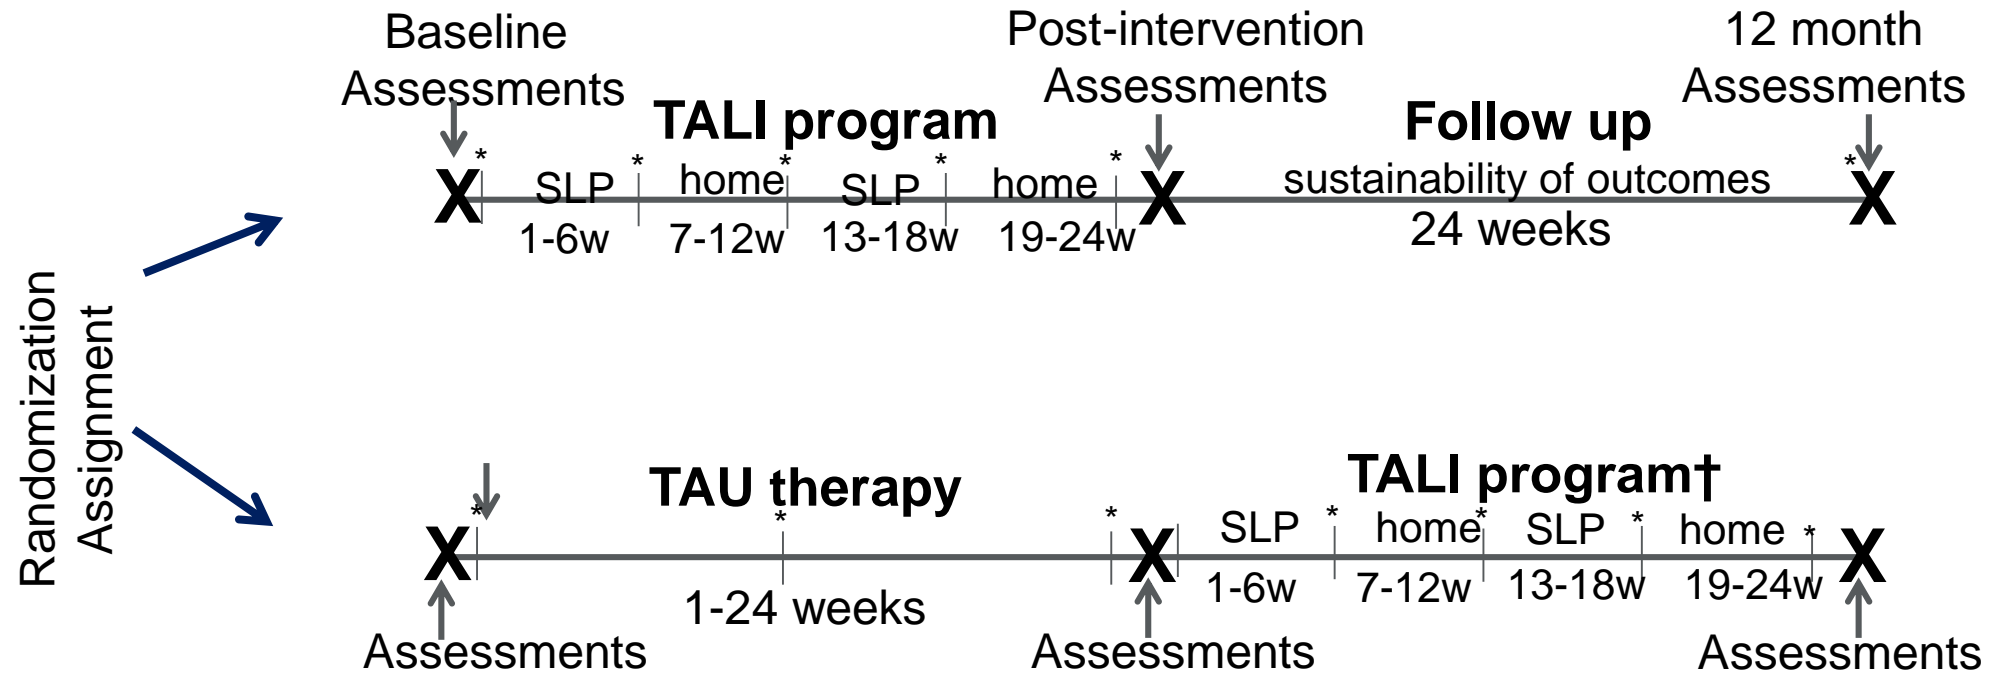 Baseline
Assessments
Post-intervention
Assessments
12 month
Assessments
TALI program
Follow up
* * * * * *
X SLP home SLP home X sustainability of outcomes X
1-6w 7-12w 13-18w 19-24w 24 weeks
Randomization
Assignment
TAU therapy
TALI program†
* * * * * *
X X SLP home SLP home X
1-24 weeks
1-6w 7-12w 13-18w 19-24w
Assessments
Assessments
Assessments